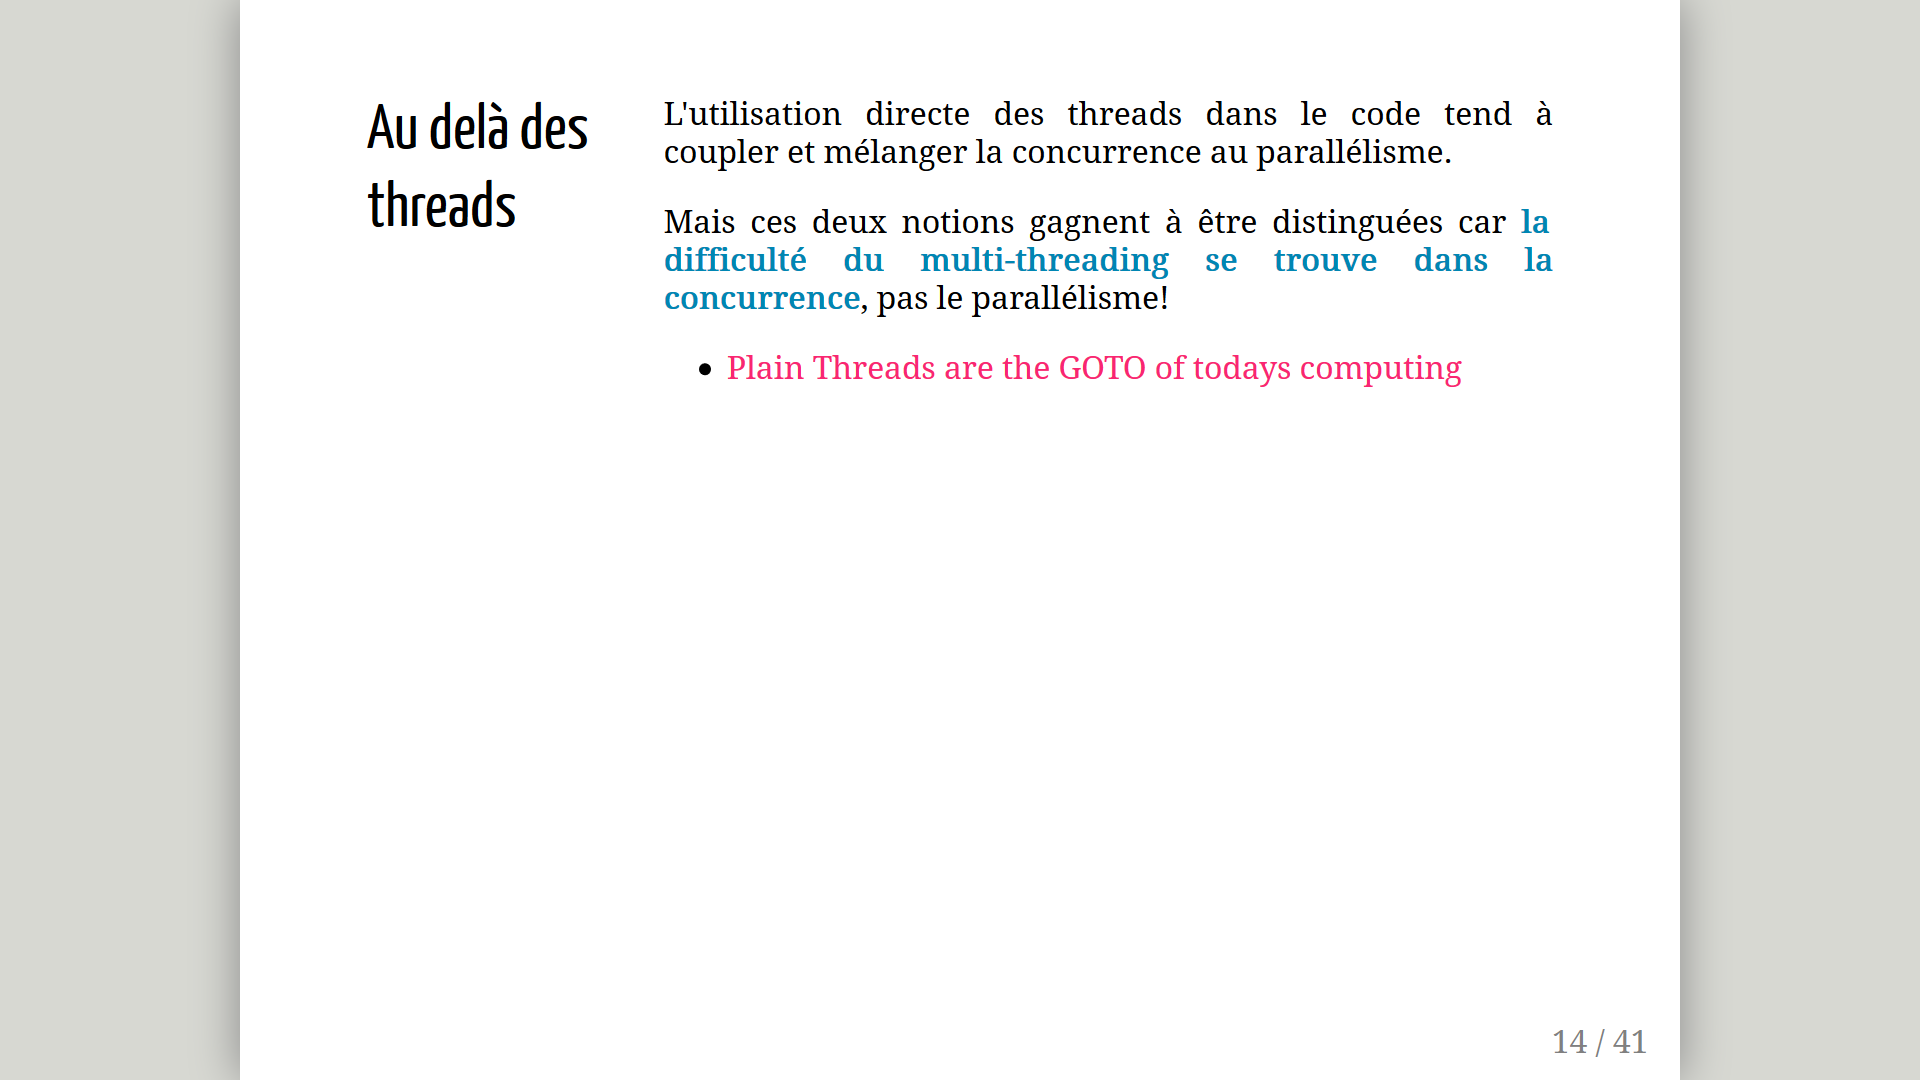 Au delà des
threads
L'utilisation directe des threads dans le code tend à
coupler et mélanger la concurrence au parallélisme.
Mais ces deux notions gagnent à être distinguées car la
difficulté du multi-threading se trouve dans la
concurrence, pas le parallélisme!
Plain Threads are the GOTO of todays computing
14 / 41